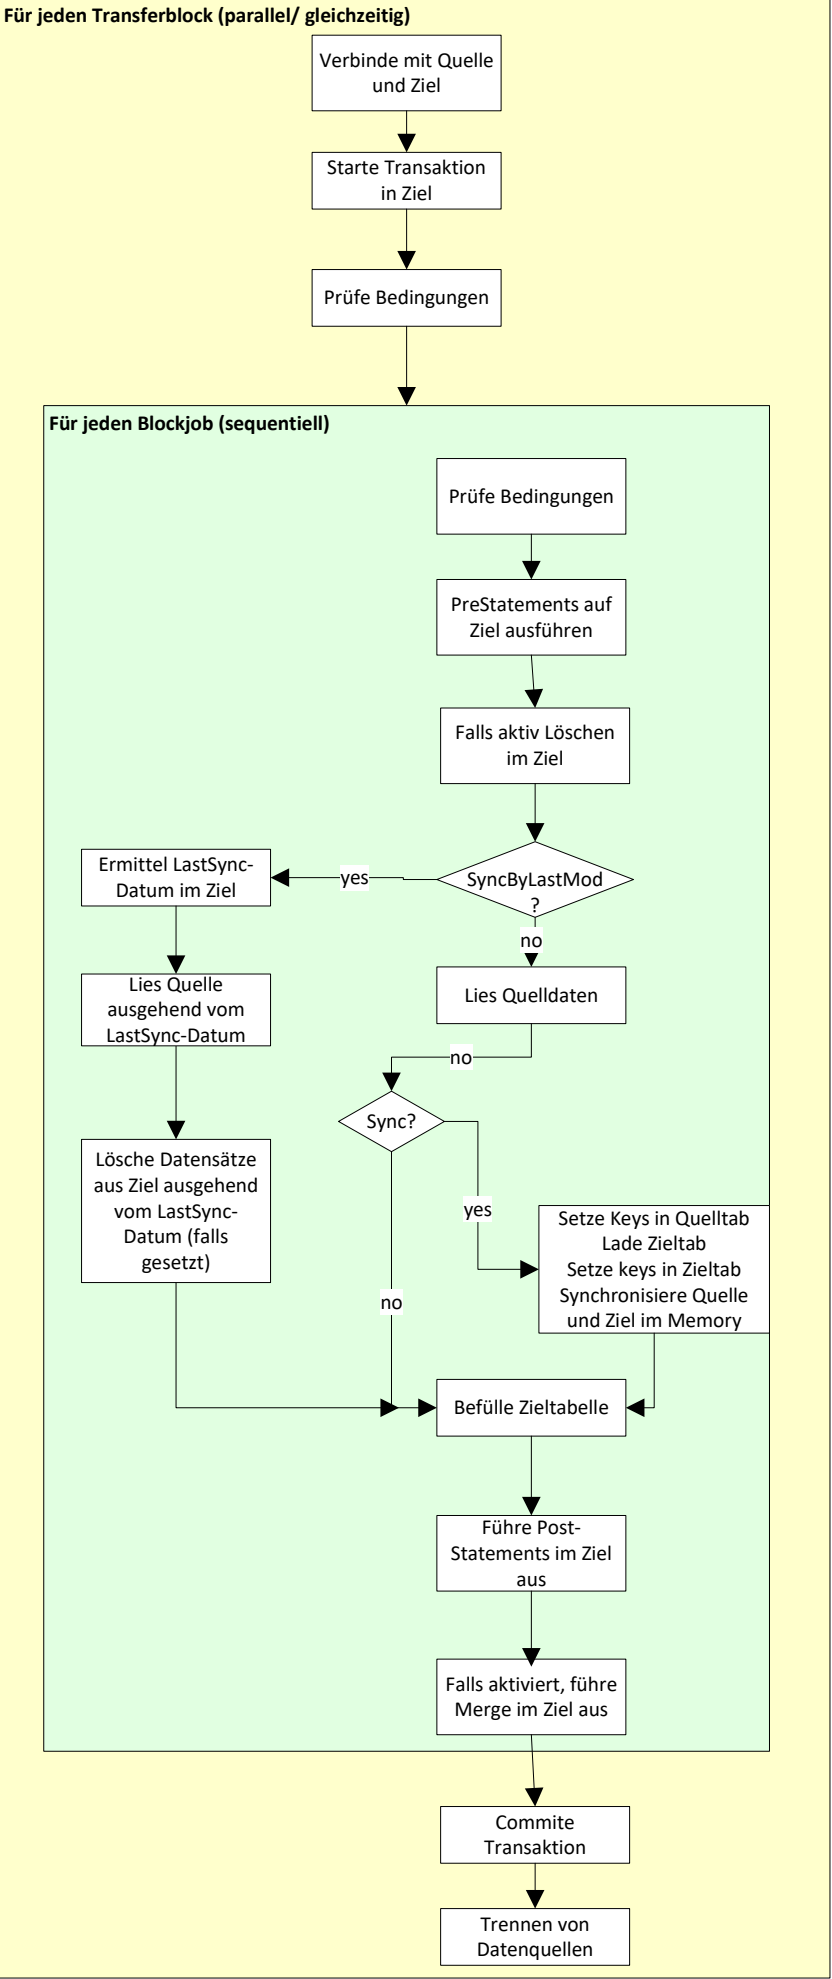 Für jeden Transferblock (parallel/ gleichzeitig)
Verbinde mit Quelle
und Ziel
Starte Transaktion
in Ziel
Prüfe Bedingungen
Für jeden Blockjob (sequentiell)
Prüfe Bedingungen
PreStatements auf
Ziel ausführen
Falls aktiv Löschen
im Ziel
SyncByLastMod
?
yes
Ermittel LastSync-
Datum im Ziel
Lies Quelle
ausgehend vom
LastSync-Datum
Lösche Datensätze
aus Ziel ausgehend
vom LastSync-
Datum (falls
gesetzt)
no
Lies Quelldaten
no
Sync?
yes
Setze Keys in Quelltab
Lade Zieltab
Setze keys in Zieltab
Synchronisiere Quelle
und Ziel im Memory
no
Befülle Zieltabelle
Führe Post-
Statements im Ziel
aus
Falls aktiviert, führe
Merge im Ziel aus
Commite
Transaktion
Trennen von
Datenquellen